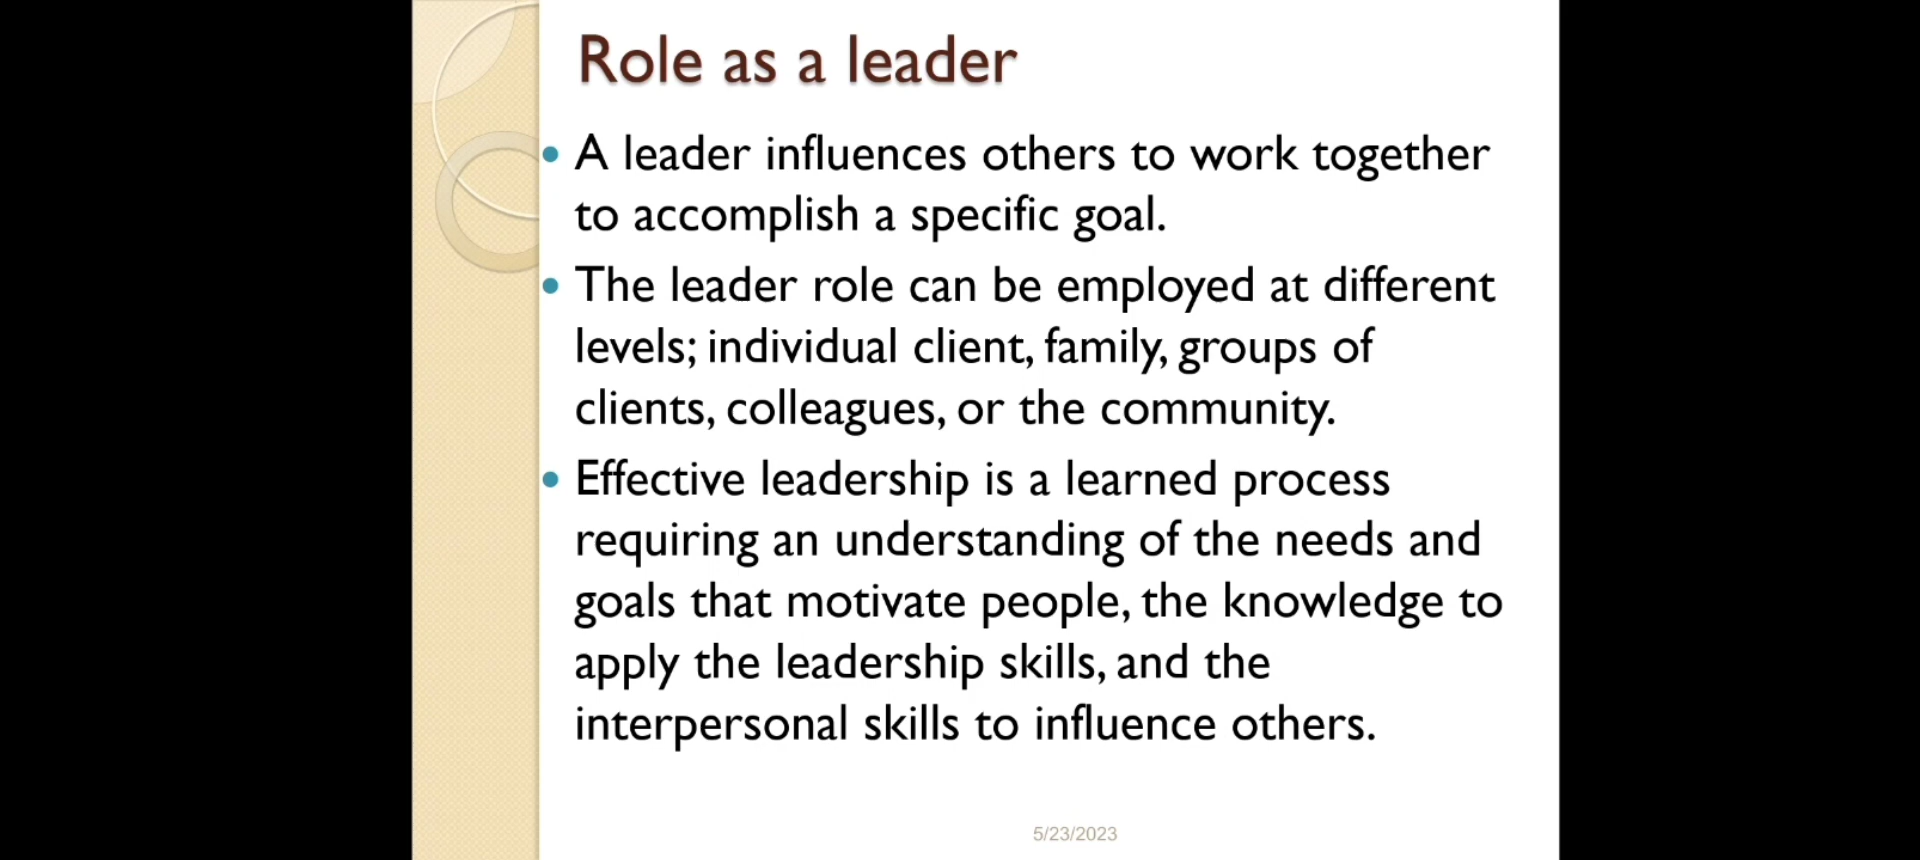 Role as a leader
• A leader influences others to work together
to accomplish a specific goal.
• The leader role can be employed at different
levels; individual client, family, groups of
clients, colleagues, or the community.
• Effective leadership is a learned process
requiring an understanding of the needs and
goals that motivate people, the knowledge to
apply the leadership skills, and the
interpersonal skills to influence others.
5/23/2023